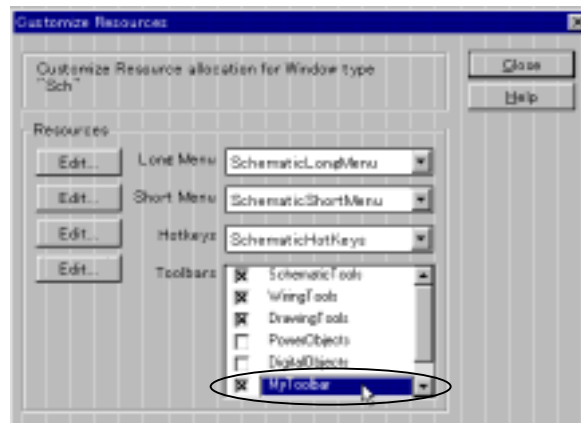 Customize Resources
Customize Resource allocation for Window type
"Sch"
Close
Help
Resources
Edit...
Long Menu
SchematicLongMenu
Edit...
Short Menu
SchematicShortMenu
Edit...
Hotkeys
SchematicHotKeys
Edit...
Toolbars
SchematicTools
WiringTools
DrawingTools
PowerObjects
DigitalObjects
MyToolbar